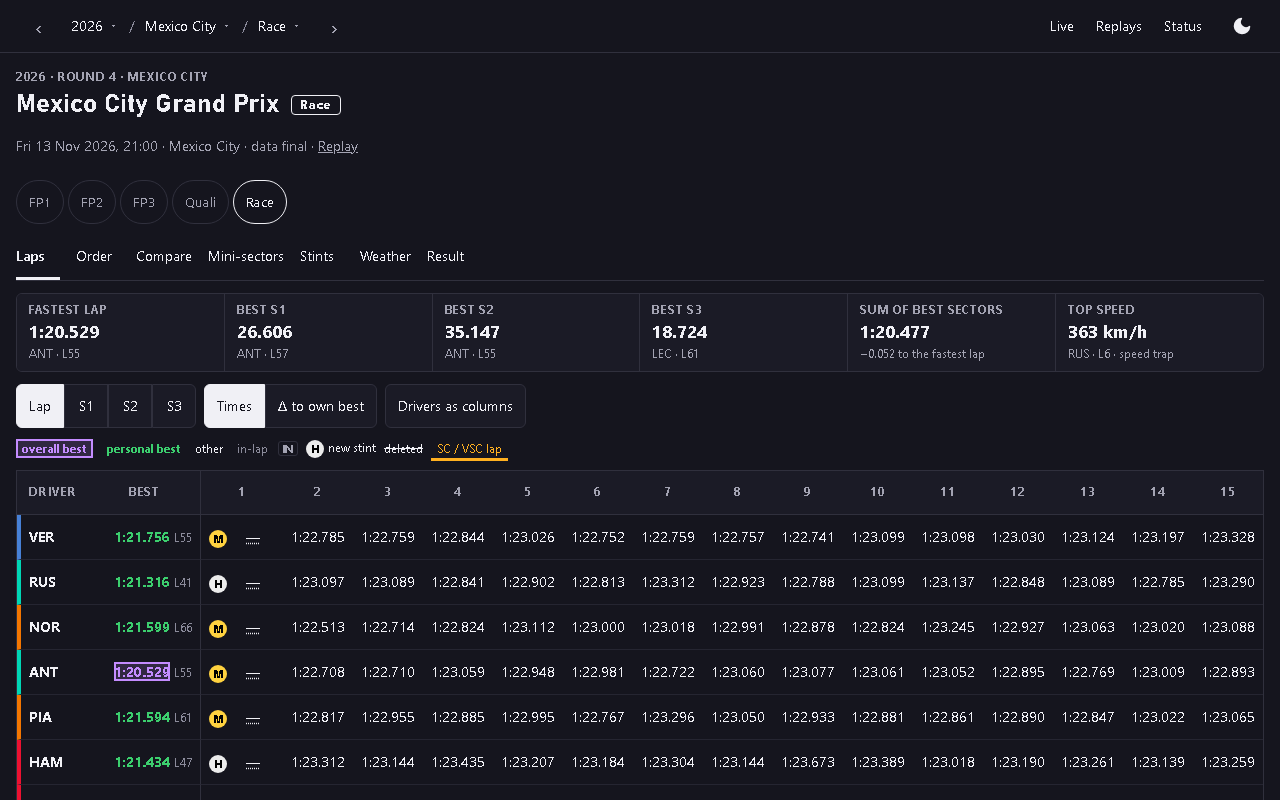 ‹ 2026 / Mexico City / Race › Live Replays Status
2026 · ROUND 4 · MEXICO CITY
Mexico City Grand Prix Race
Fri 13 Nov 2026, 21:00 · Mexico City · data final · Replay
FP1 FP2 FP3 Quali Race
Laps Order Compare Mini-sectors Stints Weather Result
FASTEST LAP BEST S1 BEST S2 BEST S3 SUM OF BEST SECTORS TOP SPEED
1:20.529 26.606 35.147 18.724 1:20.477 363 km/h
ANT · L55 ANT · L57 ANT · L55 LEC · L61 −0.052 to the fastest lap RUS · L6 · speed trap
Lap S1 S2 S3 Times Δ to own best Drivers as columns
overall best personal best other in-lap IN H new stint deleted SC / VSC lap
DRIVER BEST 1 2 3 4 5 6 7 8 9 10 11 12 13 14 15
VER 1:21.756 L55 M — 1:22.785 1:22.759 1:22.844 1:23.026 1:22.752 1:22.759 1:22.757 1:22.741 1:23.099 1:23.098 1:23.030 1:23.124 1:23.197 1:23.328
RUS 1:21.316 L41 H — 1:23.097 1:23.089 1:22.841 1:22.902 1:22.813 1:23.312 1:22.923 1:22.788 1:23.099 1:23.137 1:22.848 1:23.089 1:22.785 1:23.290
NOR 1:21.599 L66 M — 1:22.513 1:22.714 1:22.824 1:23.112 1:23.000 1:23.018 1:22.991 1:22.878 1:22.824 1:23.245 1:22.927 1:23.063 1:23.020 1:23.088
ANT 1:20.529 L55 M — 1:22.708 1:22.710 1:23.059 1:22.948 1:22.981 1:22.722 1:23.060 1:23.077 1:23.061 1:23.052 1:22.895 1:22.769 1:23.009 1:22.893
PIA 1:21.594 L61 M — 1:22.817 1:22.955 1:22.885 1:22.995 1:22.767 1:23.296 1:23.050 1:22.933 1:22.881 1:22.861 1:22.890 1:22.847 1:23.022 1:23.065
HAM 1:21.434 L47 H — 1:23.312 1:23.144 1:23.435 1:23.207 1:23.184 1:23.304 1:23.144 1:23.673 1:23.389 1:23.018 1:23.190 1:23.261 1:23.139 1:23.259